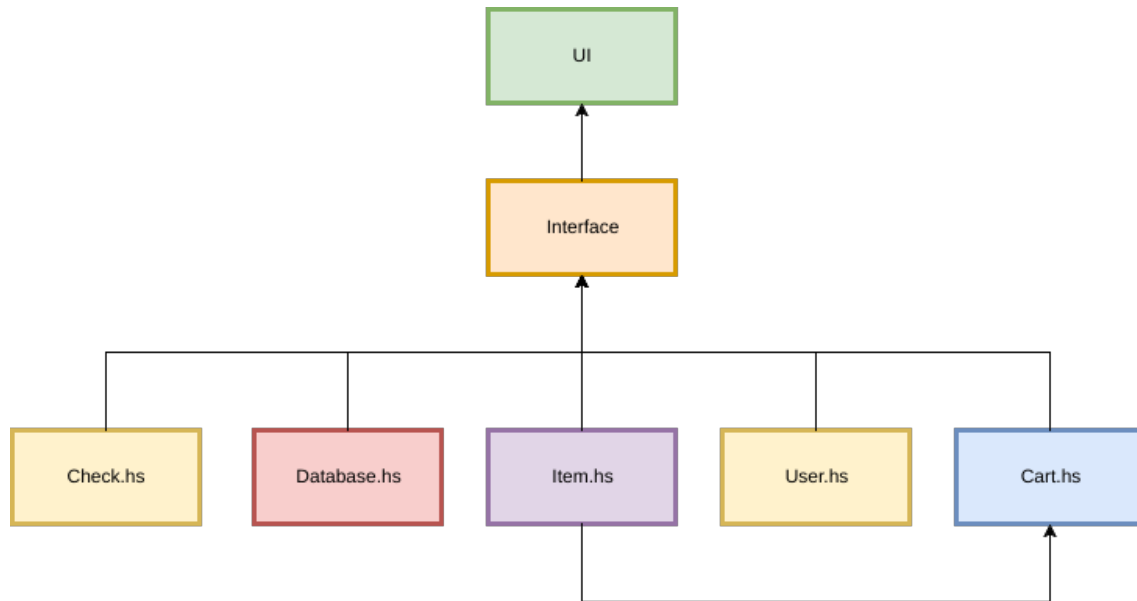 UI
Interface
Check.hs
Database.hs
Item.hs
User.hs
Cart.hs